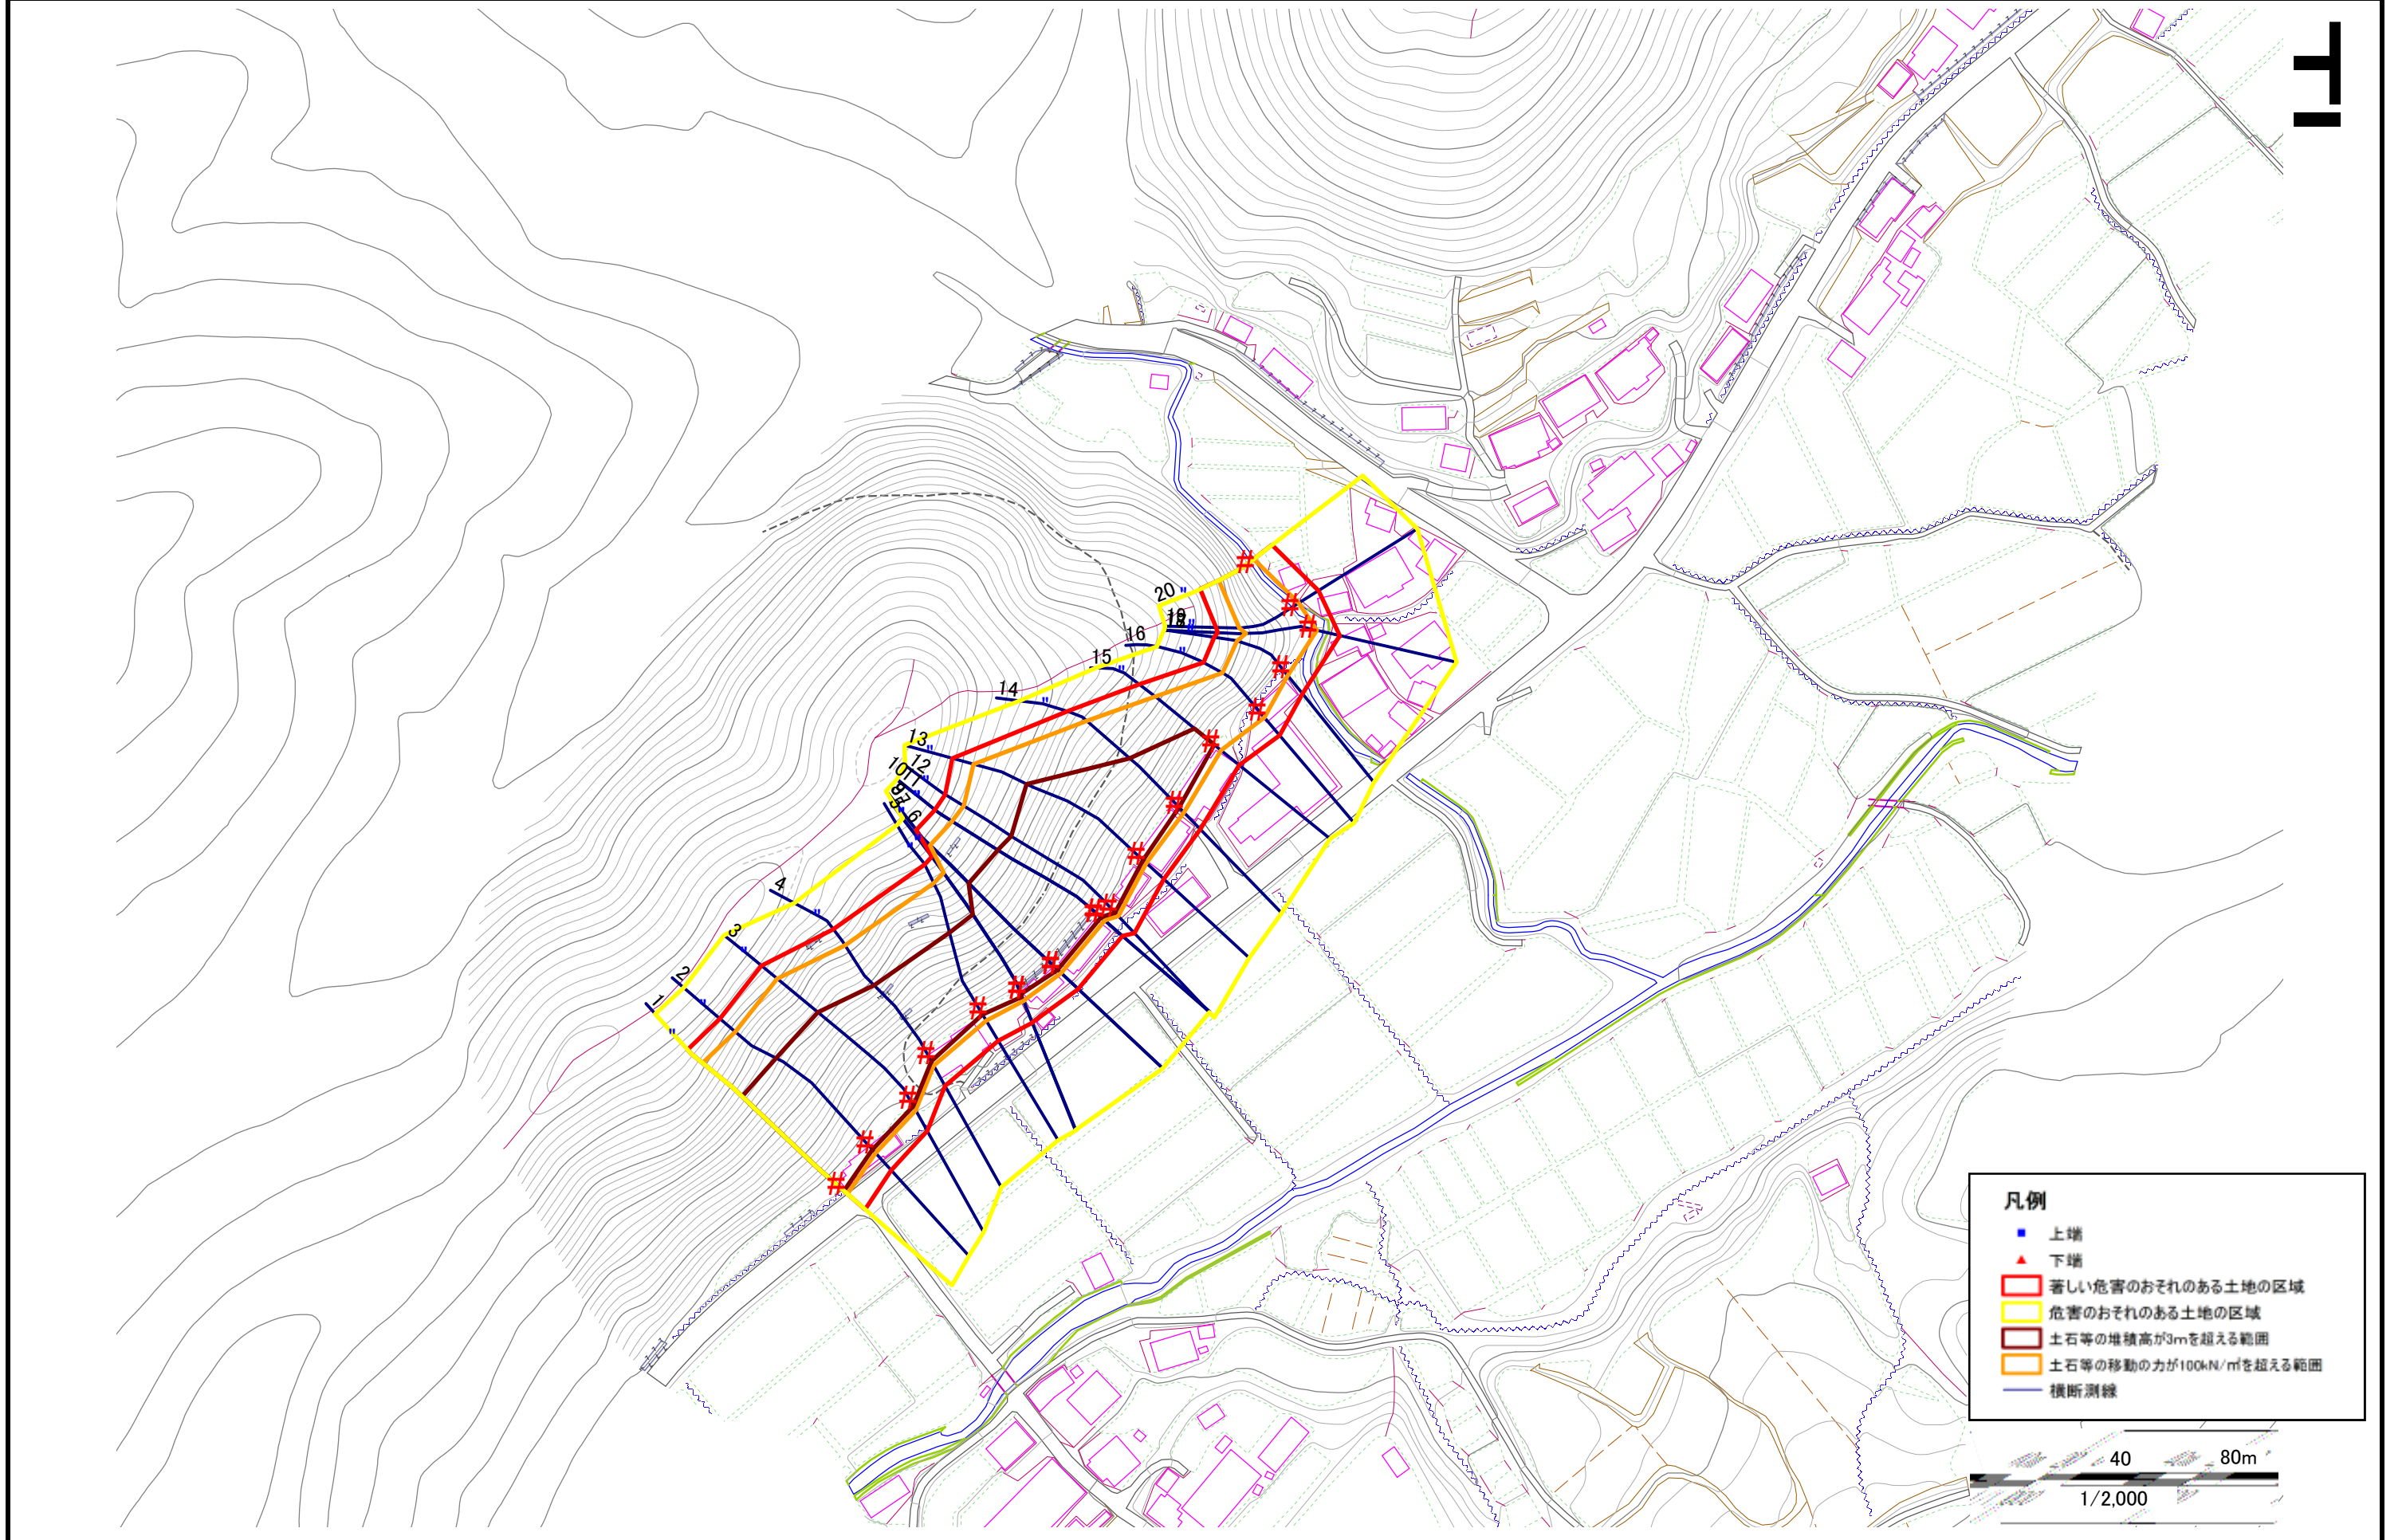 20
19
16
15
14
13
12
10
11
6
4
3
2
1
凡例
上端
下端
著しい危害のおそれのある土地の区域
危害のおそれのある土地の区域
土石等の堆積高が3mを超える範囲
土石等の移動の力が100kN/㎡を超える範囲
横断測線
40 80m
1/2,000